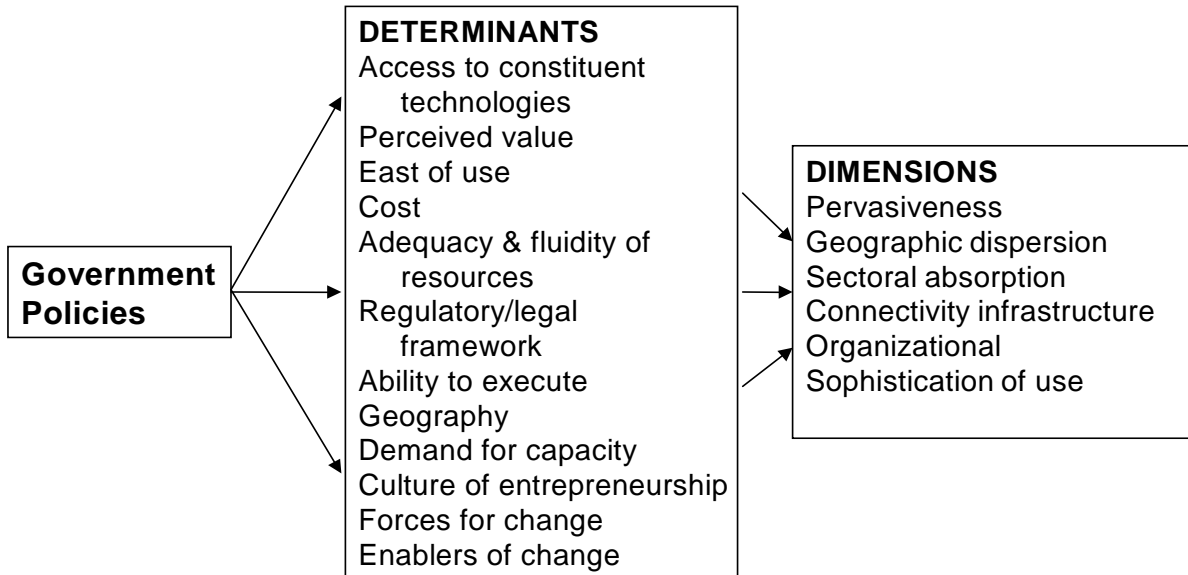 Government
Policies
DETERMINANTS
Access to constituent
technologies
Perceived value
East of use
Cost
Adequacy & fluidity of
resources
Regulatory/legal
framework
Ability to execute
Geography
Demand for capacity
Culture of entrepreneurship
Forces for change
Enablers of change
DIMENSIONS
Pervasiveness
Geographic dispersion
Sectoral absorption
Connectivity infrastructure
Organizational
Sophistication of use